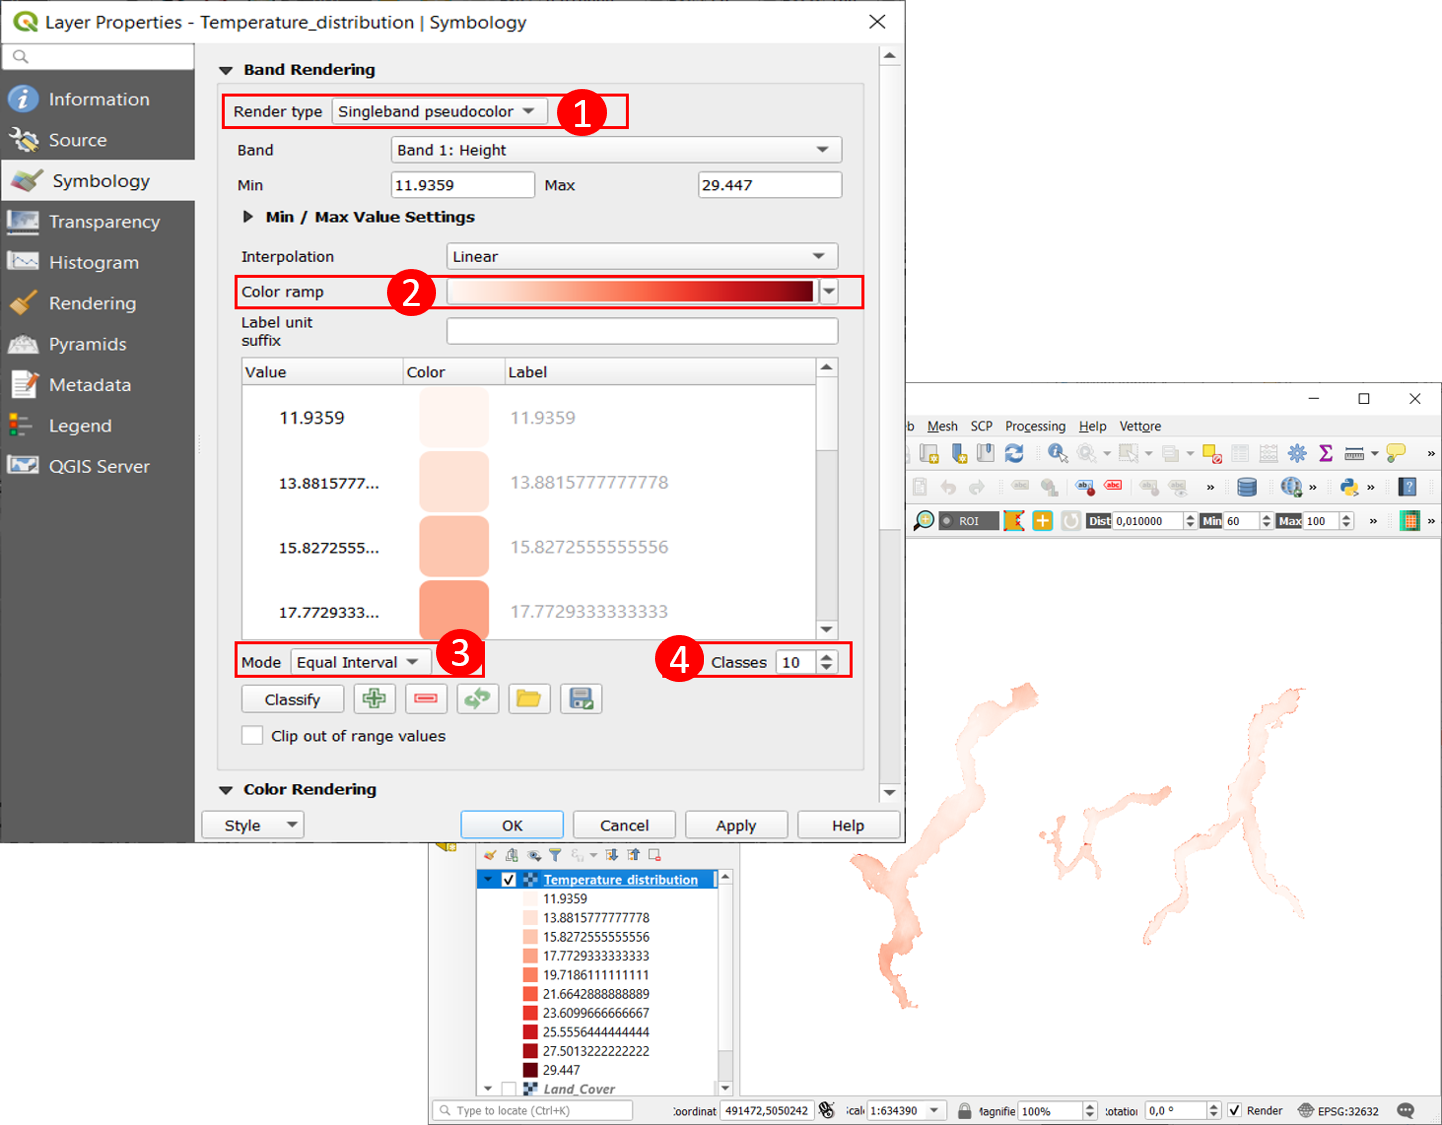 Layer Properties - Temperature_distribution | Symbology
Information
Source
Symbology
Transparency
Histogram
Rendering
Pyramids
Metadata
Legend
QGIS Server
Band Rendering
Render type Singleband pseudocolor 1
Band Band 1: Height
Min 11.9359 Max 29.447
Min / Max Value Settings
Interpolation Linear
Color ramp 2
Label unit
suffix
Value Color Label
11.9359 11.9359
13.8815777... 13.8815777777778
15.8272555... 15.8272555555556
17.7729333... 17.7729333333333
Mode Equal Interval 3 4 Classes 10
Classify
Clip out of range values
Color Rendering
Style OK Cancel Apply Help
Mesh SCP Processing Help Vettore
»
abc abc » » »
ROI Dist 0,010000 Min 60 Max 100 » »
Temperature_distribution
11.9359
13.8815777777778
15.8272555555556
17.7729333333333
19.7186111111111
21.6642888888889
23.6099666666667
25.5556444444444
27.5013222222222
29.447
Land_Cover
Type to locate (Ctrl+K) 491472,5050242 1:634390 100% 0,0 ° Render EPSG:32632